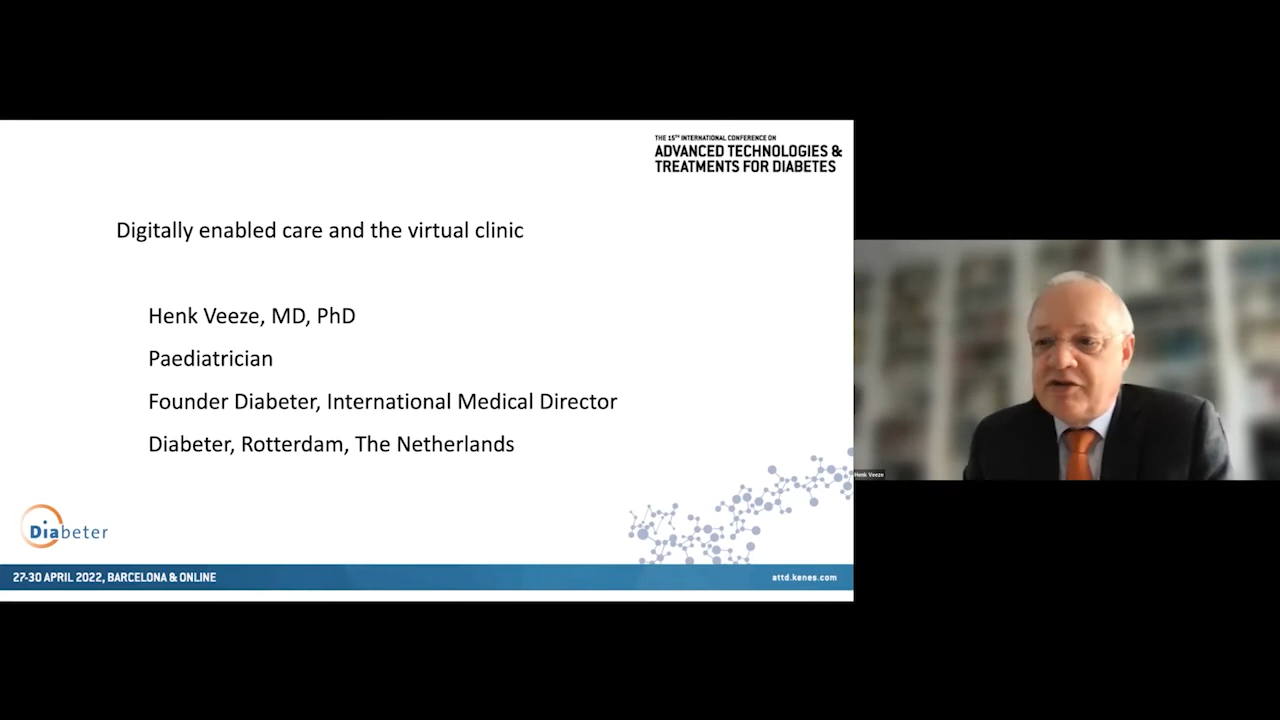 THE 15TH INTERNATIONAL CONFERENCE ON
ADVANCED TECHNOLOGIES &
TREATMENTS FOR DIABETES
Digitally enabled care and the virtual clinic
Henk Veeze, MD, PhD
Paediatrician
Founder Diabeter, International Medical Director
Diabeter, Rotterdam, The Netherlands
Henk Veeze
Diabeter
27-30 APRIL 2022, BARCELONA & ONLINE
attd.kenes.com